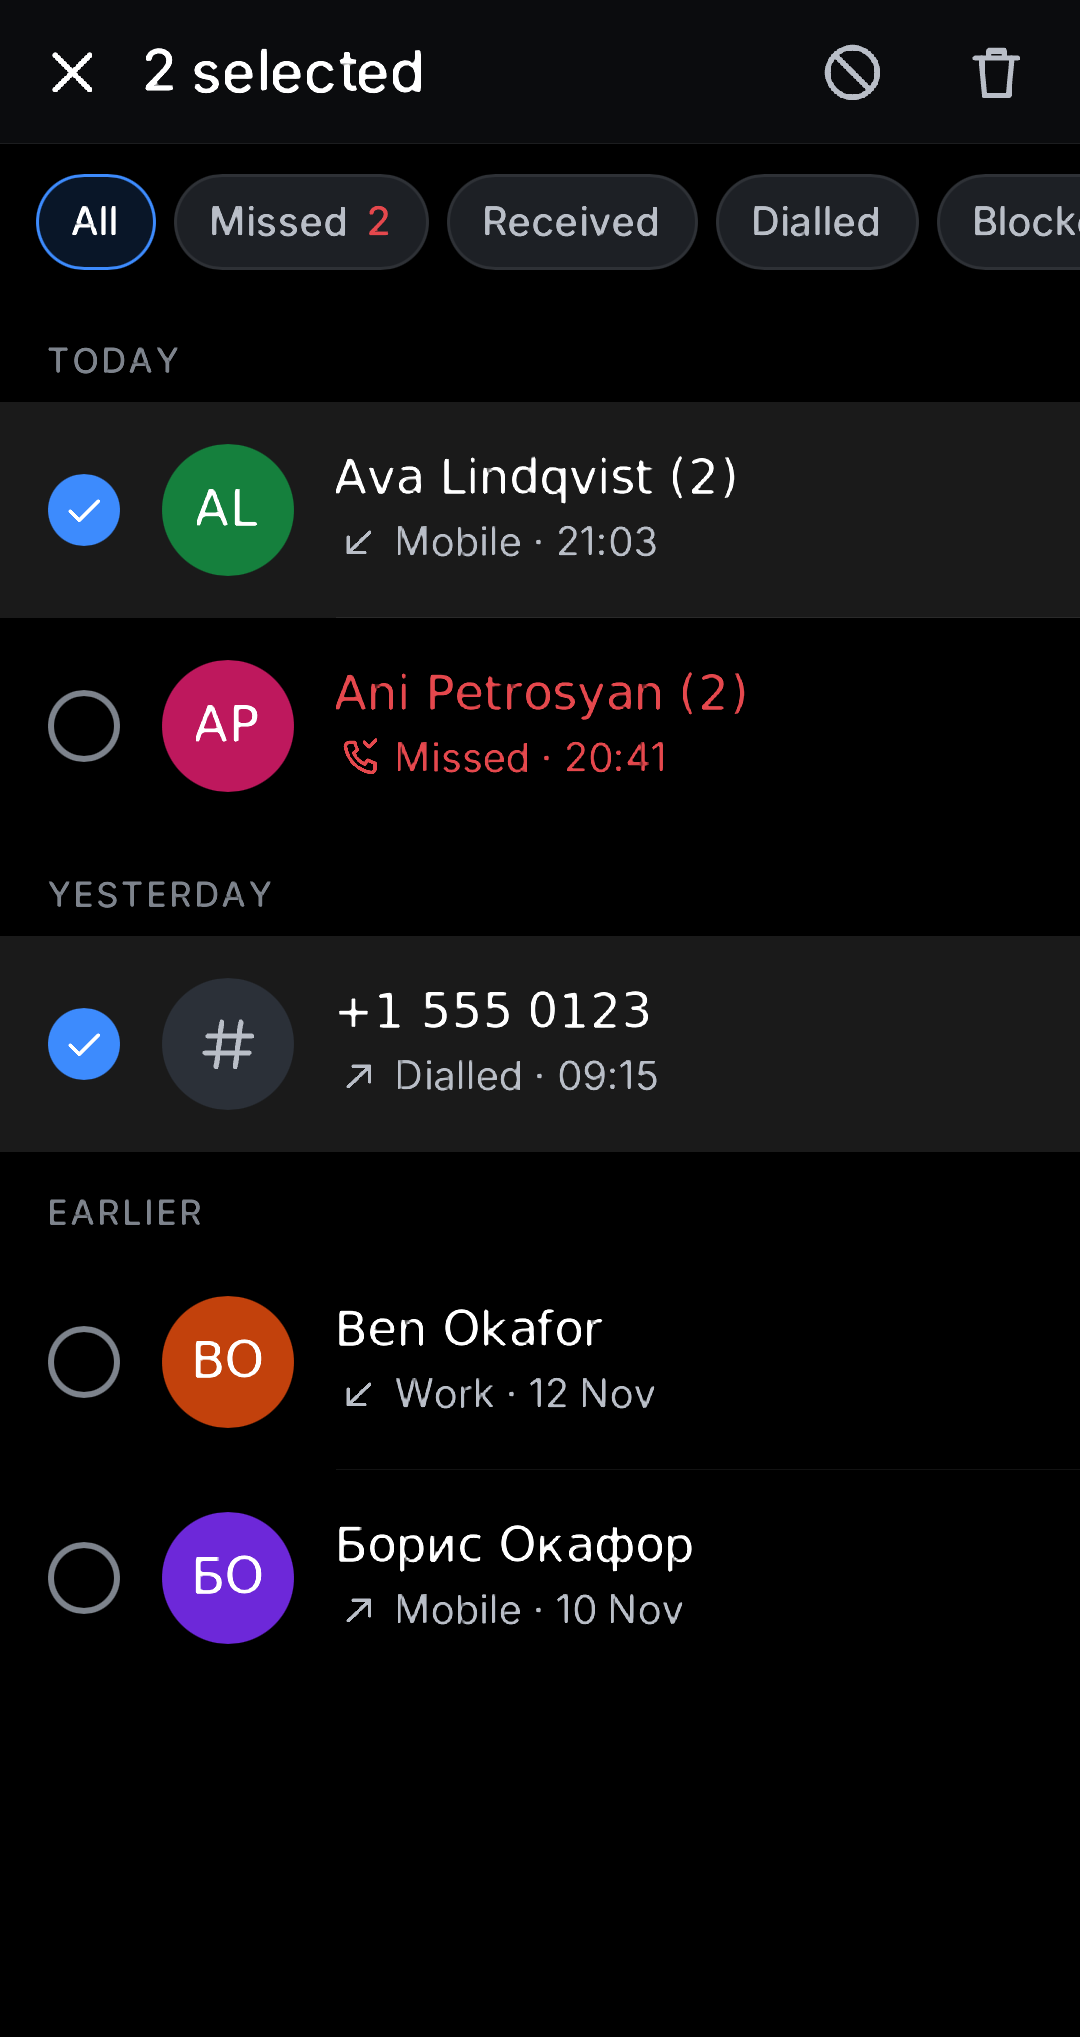 2 selected
All
Missed 2
Received
Dialled
TODAY
AL
Ava Lindqvist (2)
Mobile · 21:03
AP
Ani Petrosyan (2)
Missed · 20:41
YESTERDAY
#
+1 555 0123
Dialled · 09:15
EARLIER
BO
Ben Okafor
Work · 12 Nov
БО
Борис Окафор
Mobile · 10 Nov